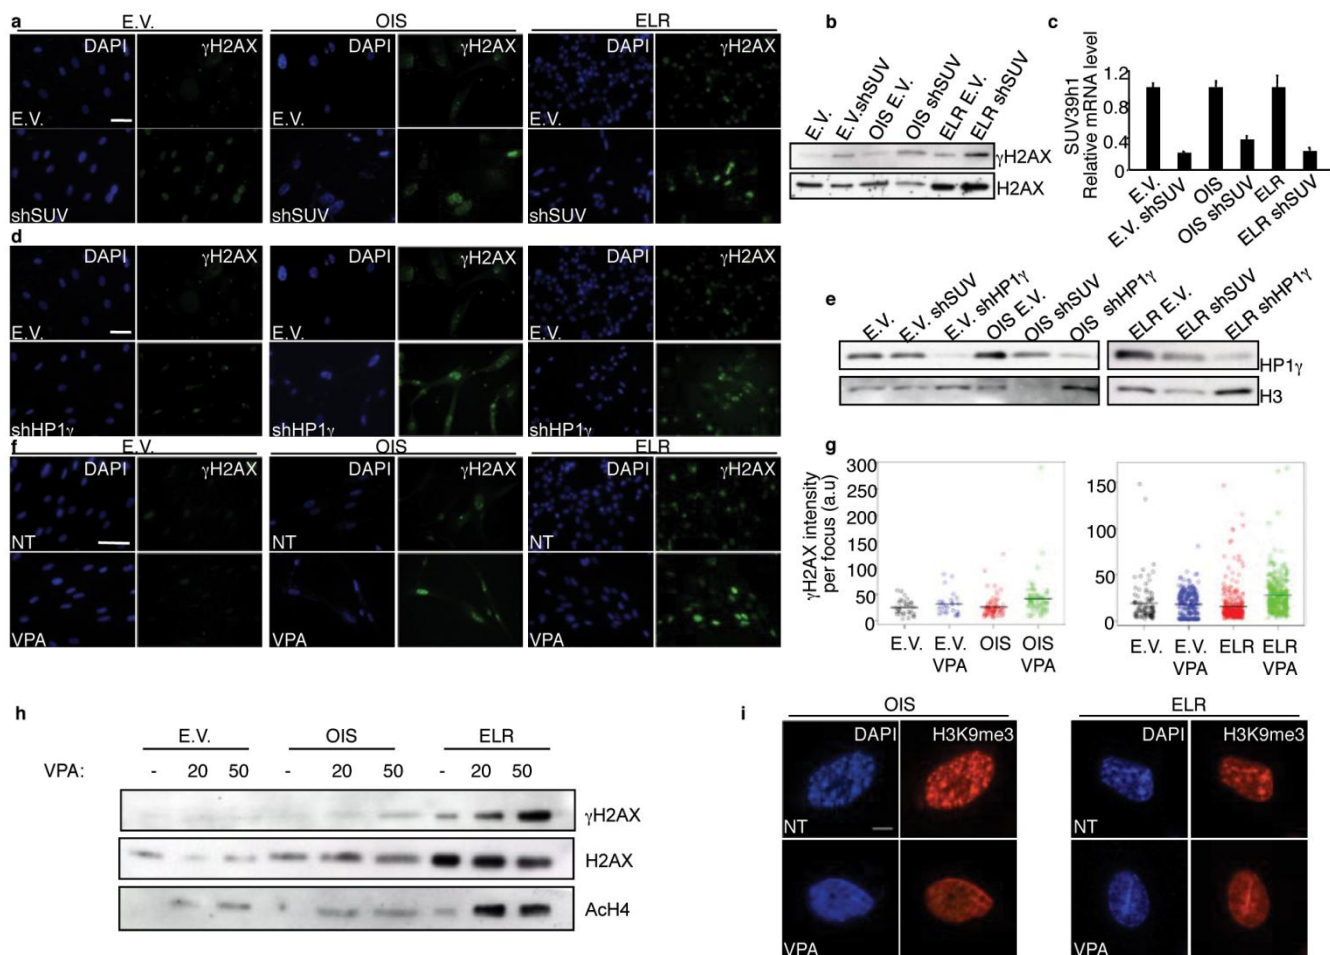 a
E.V. OIS ELR
DAPI γH2AX DAPI γH2AX DAPI γH2AX
E.V. E.V. E.V.
shSUV shSUV shSUV
b
E.V. E.V.shSUV OIS E.V. OIS shSUV ELR E.V. ELR shSUV
γH2AX
H2AX
c
SUV39h1
Relative mRNA level
1.2
0.8
0.4
0
E.V. E.V. shSUV OIS OIS shSUV ELR ELR shSUV
d
DAPI γH2AX DAPI γH2AX DAPI γH2AX
E.V. E.V. E.V.
shHP1γ shHP1γ shHP1γ
e
E.V. E.V. shSUV E.V. shHP1γ OIS E.V. OIS shSUV OIS shHP1γ ELR E.V. ELR shSUV ELR shHP1γ
HP1γ
H3
f
E.V. OIS ELR
DAPI γH2AX DAPI γH2AX DAPI γH2AX
NT NT NT
VPA VPA VPA
g
γH2AX intensity
per focus (a.u)
300
250
200
150
100
50
0
E.V. E.V. OIS OIS
VPA VPA
150
100
50
0
E.V. E.V. ELR ELR
VPA VPA
h
E.V. OIS ELR
VPA: - 20 50 - 20 50 - 20 50
γH2AX
H2AX
AcH4
i
OIS ELR
DAPI H3K9me3 DAPI H3K9me3
NT NT
VPA VPA